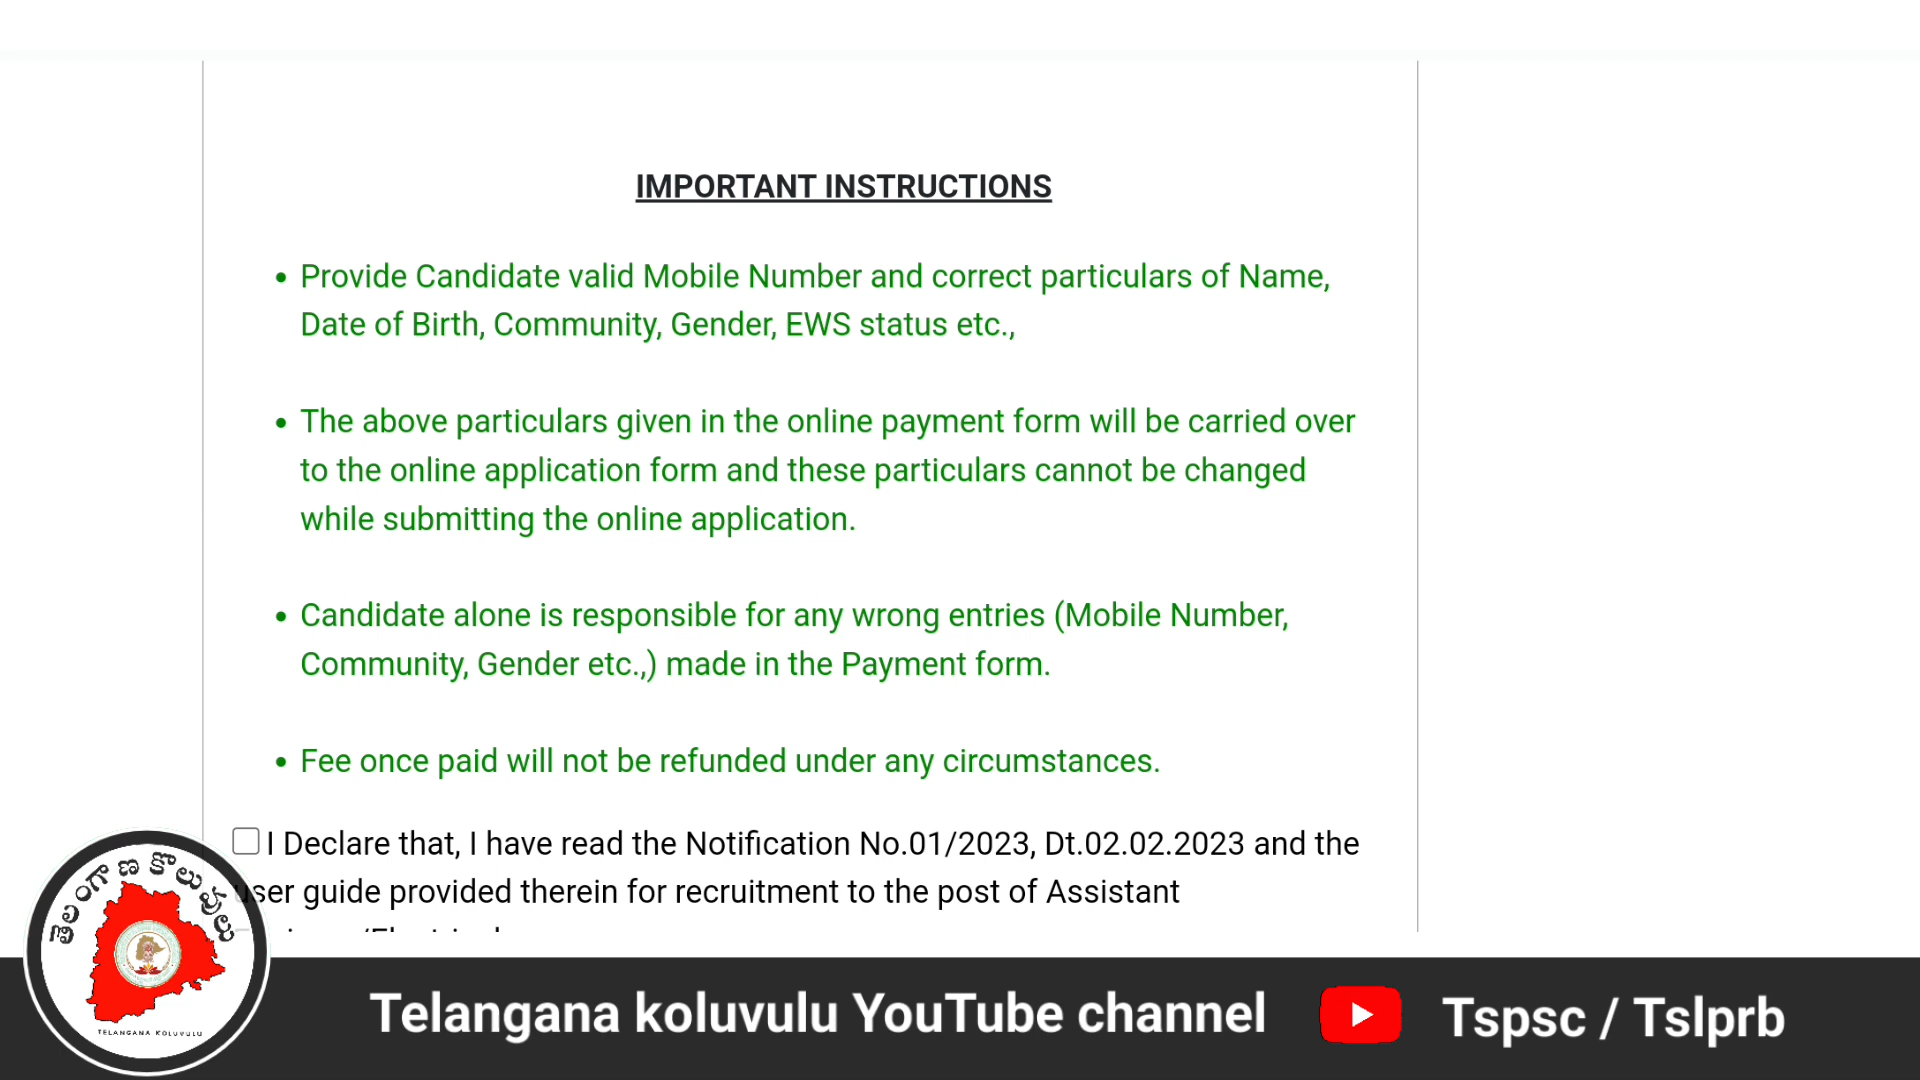 IMPORTANT INSTRUCTIONS
• Provide Candidate valid Mobile Number and correct particulars of Name,
Date of Birth, Community, Gender, EWS status etc.,
• The above particulars given in the online payment form will be carried over
to the online application form and these particulars cannot be changed
while submitting the online application.
• Candidate alone is responsible for any wrong entries (Mobile Number,
Community, Gender etc.,) made in the Payment form.
• Fee once paid will not be refunded under any circumstances.
I Declare that, I have read the Notification No.01/2023, Dt.02.02.2023 and the
user guide provided therein for recruitment to the post of Assistant
తెలంగాణ కొలువులు
TELANGANA KOLUVULU
Telangana koluvulu YouTube channel
Tspsc / Tslprb